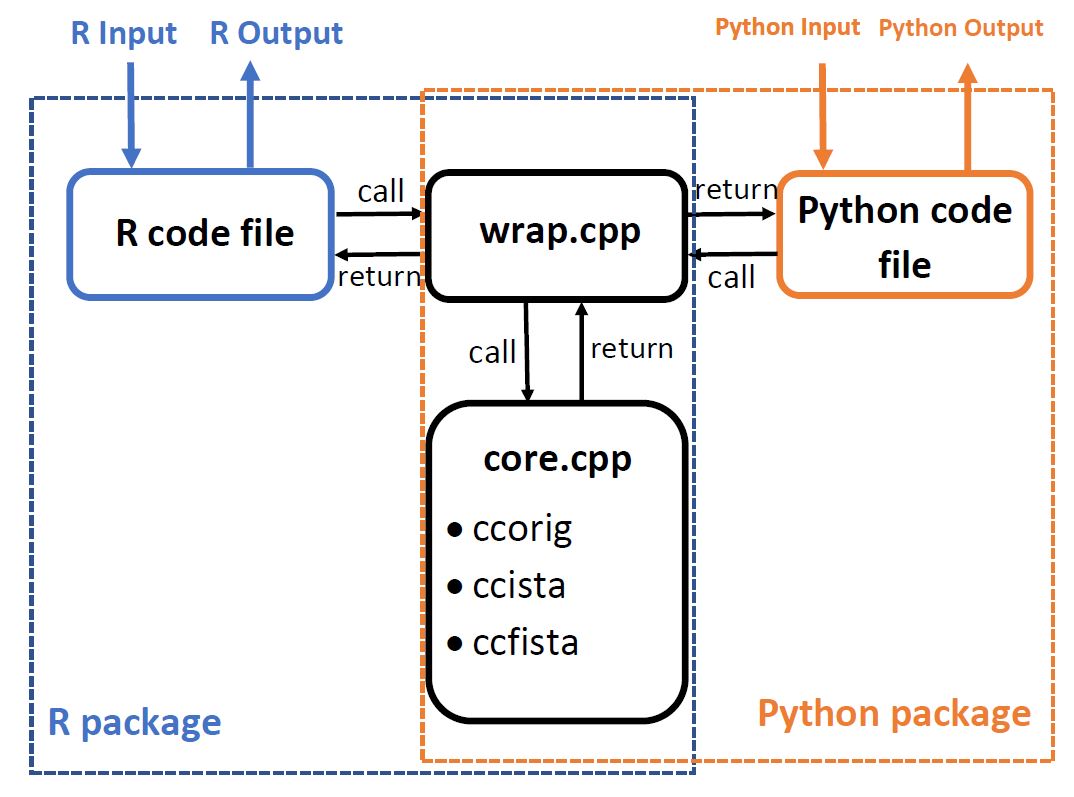 R Input R Output
Python Input Python Output
R code file
call
return
wrap.cpp
return
call
Python code
file
call
return
core.cpp
• ccorig
• ccista
• ccfista
R package
Python package